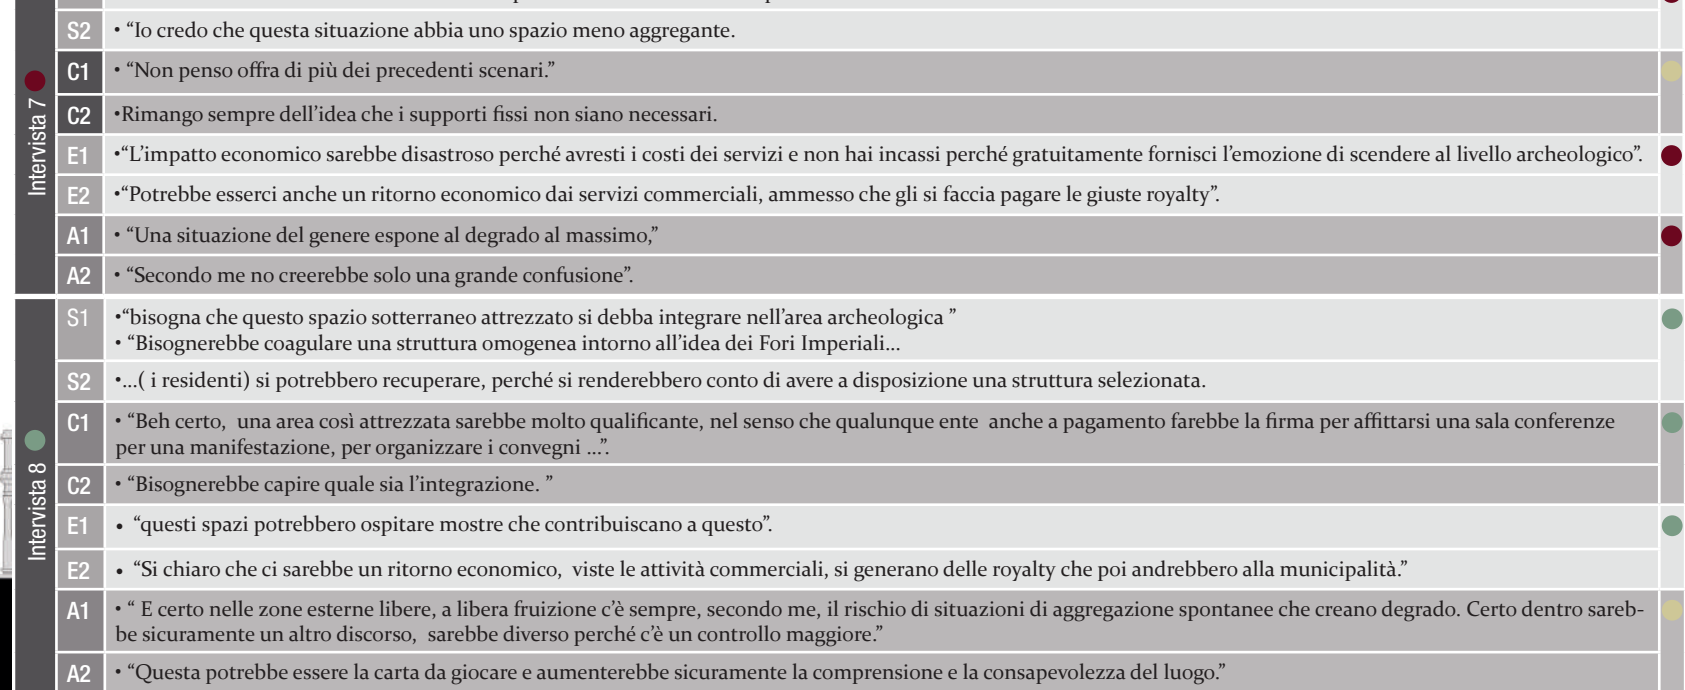 Intervista 7
S2
• “Io credo che questa situazione abbia uno spazio meno aggregante.
C1
• “Non penso offra di più dei precedenti scenari.”
C2
•Rimango sempre dell’idea che i supporti fissi non siano necessari.
E1
•“L’impatto economico sarebbe disastroso perché avresti i costi dei servizi e non hai incassi perché gratuitamente fornisci l’emozione di scendere al livello archeologico”.
E2
•“Potrebbe esserci anche un ritorno economico dai servizi commerciali, ammesso che gli si faccia pagare le giuste royalty”.
A1
• “Una situazione del genere espone al degrado al massimo,”
A2
• “Secondo me no creerebbe solo una grande confusione”.
Intervista 8
S1
•“bisogna che questo spazio sotterraneo attrezzato si debba integrare nell’area archeologica ”
• “Bisognerebbe coagulare una struttura omogenea intorno all’idea dei Fori Imperiali...
S2
•...( i residenti) si potrebbero recuperare, perché si renderebbero conto di avere a disposizione una struttura selezionata.
C1
• “Beh certo, una area così attrezzata sarebbe molto qualificante, nel senso che qualunque ente anche a pagamento farebbe la firma per affittarsi una sala conferenze
per una manifestazione, per organizzare i convegni ...”.
C2
• “Bisognerebbe capire quale sia l’integrazione. ”
E1
• “questi spazi potrebbero ospitare mostre che contribuiscano a questo”.
E2
• “Si chiaro che ci sarebbe un ritorno economico, viste le attività commerciali, si generano delle royalty che poi andrebbero alla municipalità.”
A1
• “ E certo nelle zone esterne libere, a libera fruizione c’è sempre, secondo me, il rischio di situazioni di aggregazione spontanee che creano degrado. Certo dentro sareb-
be sicuramente un altro discorso, sarebbe diverso perché c’è un controllo maggiore.”
A2
• “Questa potrebbe essere la carta da giocare e aumenterebbe sicuramente la comprensione e la consapevolezza del luogo.”